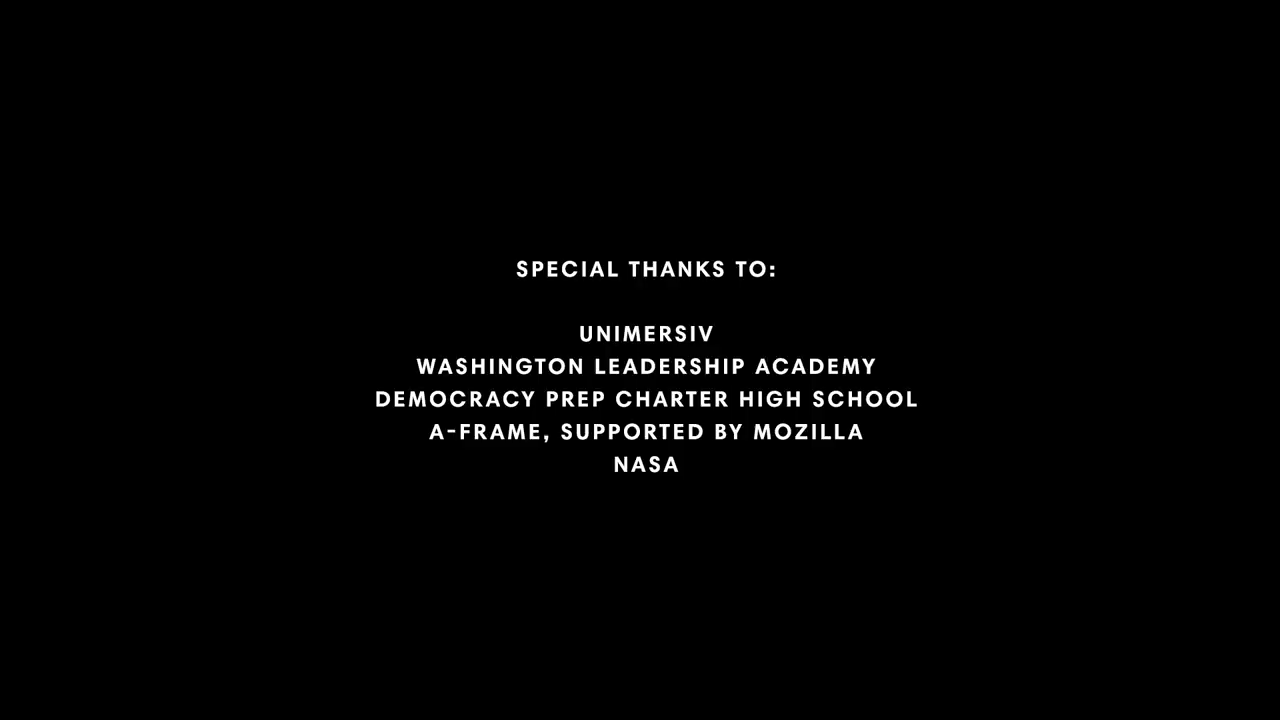 SPECIAL THANKS TO:
UNIMERSIV
WASHINGTON LEADERSHIP ACADEMY
DEMOCRACY PREP CHARTER HIGH SCHOOL
A-FRAME, SUPPORTED BY MOZILLA
NASA